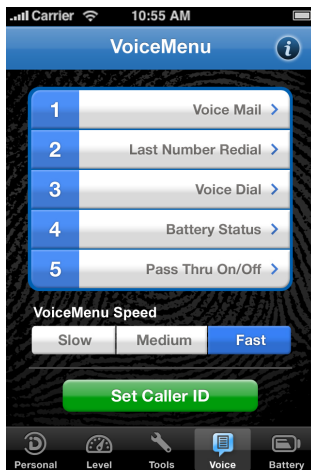 Carrier 10:55 AM
VoiceMenu i
1 Voice Mail >
2 Last Number Redial >
3 Voice Dial >
4 Battery Status >
5 Pass Thru On/Off >
VoiceMenu Speed
Slow Medium Fast
Set Caller ID
Personal Level Tools Voice Battery